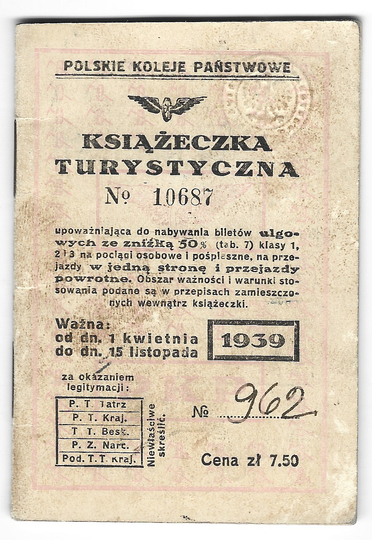 POLSKIE KOLEJE PAŃSTWOWE
KSIĄŻECZKA
TURYSTYCZNA
№ 10687
upoważniająca do nabywania biletów ulgo-
wych ze zniżką 50% (tab. 7) klasy 1,
2 i 3 na pociągi osobowe i pośpieszne, na prze-
jazdy w jedną stronę i przejazdy
powrotne. Obszar ważności i warunki sto-
sowania podane są w przepisach zamieszczo-
nych wewnątrz książeczki.
Ważna:
od dn. 1 kwietnia
do dn. 15 listopada
1939
za okazaniem
legitymacji:
P. T. Tatrz
P. T. Kraj.
T. T. Besk.
P. Z. Narc.
Pod. T. T. Kraj.
Niewłaściwe
skreślić.
№ 962
Cena zł 7.50